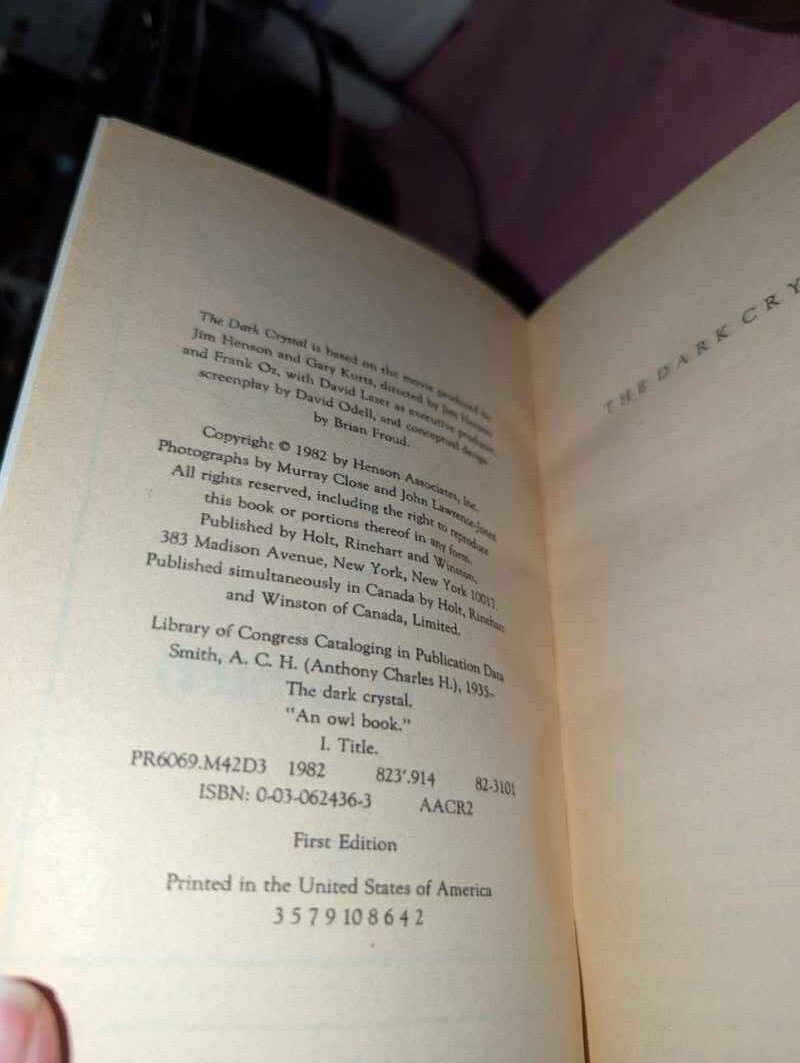 The Dark Crystal is based on the movie produced by
Jim Henson and Gary Kurtz, directed by Jim Henson
and Frank Oz, with David Lazer as executive producer,
screenplay by David Odell, and conceptual design
by Brian Froud.
Copyright © 1982 by Henson Associates, Inc.
Photographs by Murray Close and John Lawrence-Jones
All rights reserved, including the right to reproduce
this book or portions thereof in any form.
Published by Holt, Rinehart and Winston,
383 Madison Avenue, New York, New York 10017.
Published simultaneously in Canada by Holt, Rinehart
and Winston of Canada, Limited.
Library of Congress Cataloging in Publication Data
Smith, A. C. H. (Anthony Charles H.), 1935–
The dark crystal.
"An owl book."
I. Title.
PR6069.M42D3 1982 823'.914 82-3101
ISBN: 0-03-062436-3 AACR2
First Edition
Printed in the United States of America
3 5 7 9 10 8 6 4 2
THE DARK CRY